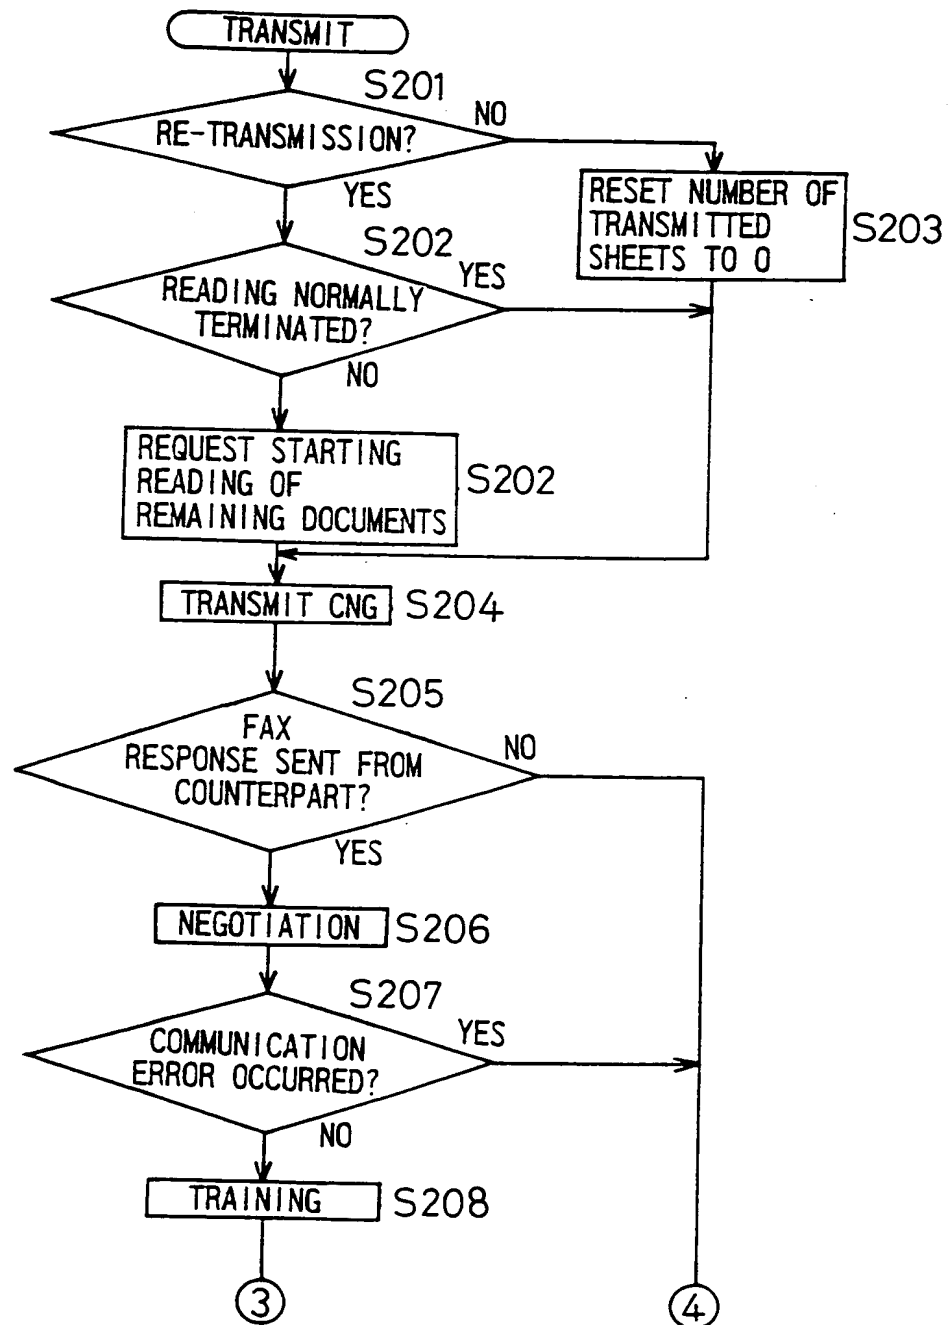 TRANSMIT
S201
RE-TRANSMISSION?
NO
YES
RESET NUMBER OF
TRANSMITTED
SHEETS TO 0
S203
S202
READING NORMALLY
TERMINATED?
YES
NO
REQUEST STARTING
READING OF
REMAINING DOCUMENTS
S202
TRANSMIT CNG
S204
S205
FAX
RESPONSE SENT FROM
COUNTERPART?
NO
YES
NEGOTIATION
S206
S207
COMMUNICATION
ERROR OCCURRED?
YES
NO
TRAINING
S208
3
4